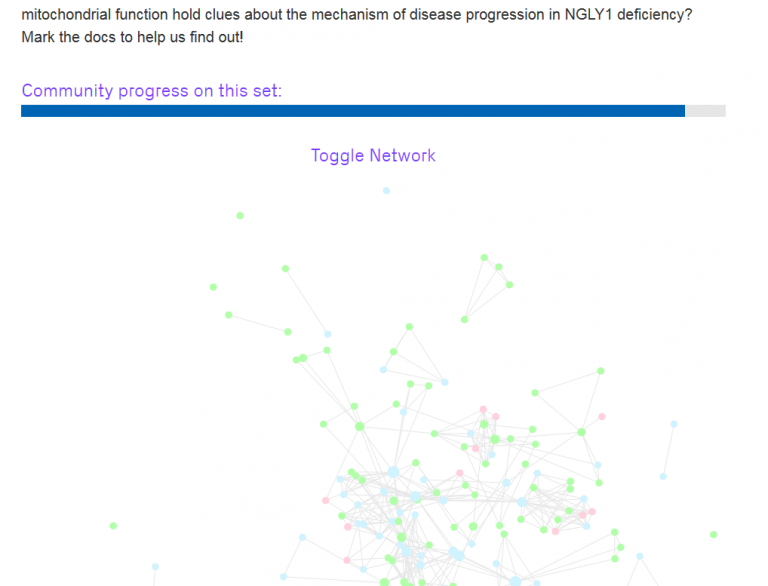 mitochondrial function hold clues about the mechanism of disease progression in NGLY1 deficiency?
Mark the docs to help us find out!
Community progress on this set:
Toggle Network